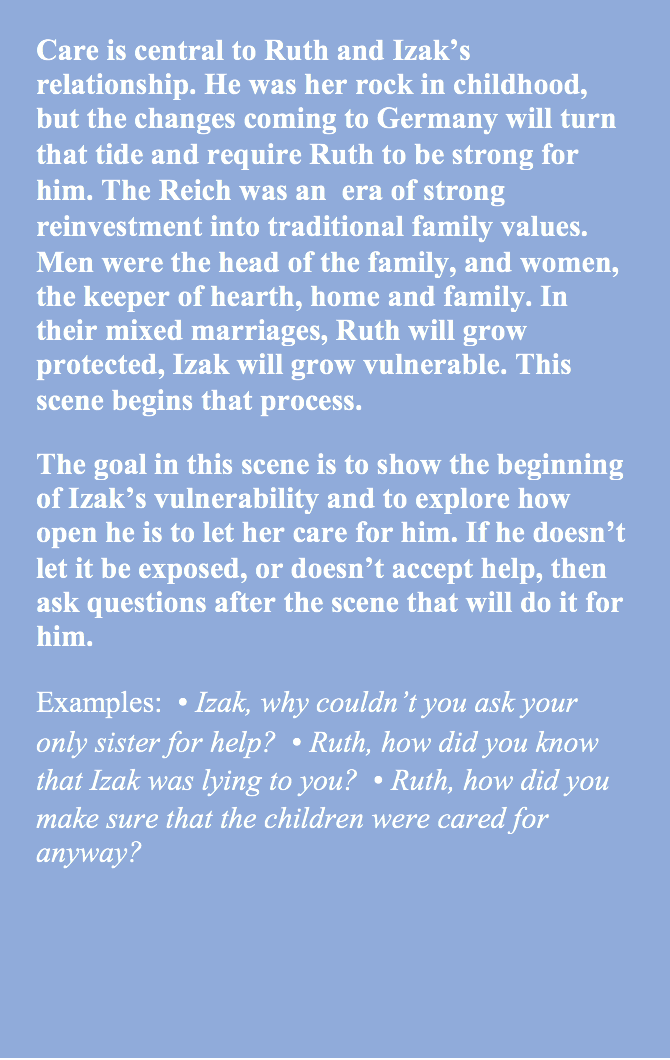 Care is central to Ruth and Izak’s
relationship. He was her rock in childhood,
but the changes coming to Germany will turn
that tide and require Ruth to be strong for
him. The Reich was an  era of strong
reinvestment into traditional family values.
Men were the head of the family, and women,
the keeper of hearth, home and family. In
their mixed marriages, Ruth will grow
protected, Izak will grow vulnerable. This
scene begins that process.
The goal in this scene is to show the beginning
of Izak’s vulnerability and to explore how
open he is to let her care for him. If he doesn’t
let it be exposed, or doesn’t accept help, then
ask questions after the scene that will do it for
him.
Examples:  • Izak, why couldn’t you ask your
only sister for help?  • Ruth, how did you know
that Izak was lying to you?  • Ruth, how did you
make sure that the children were cared for
anyway?